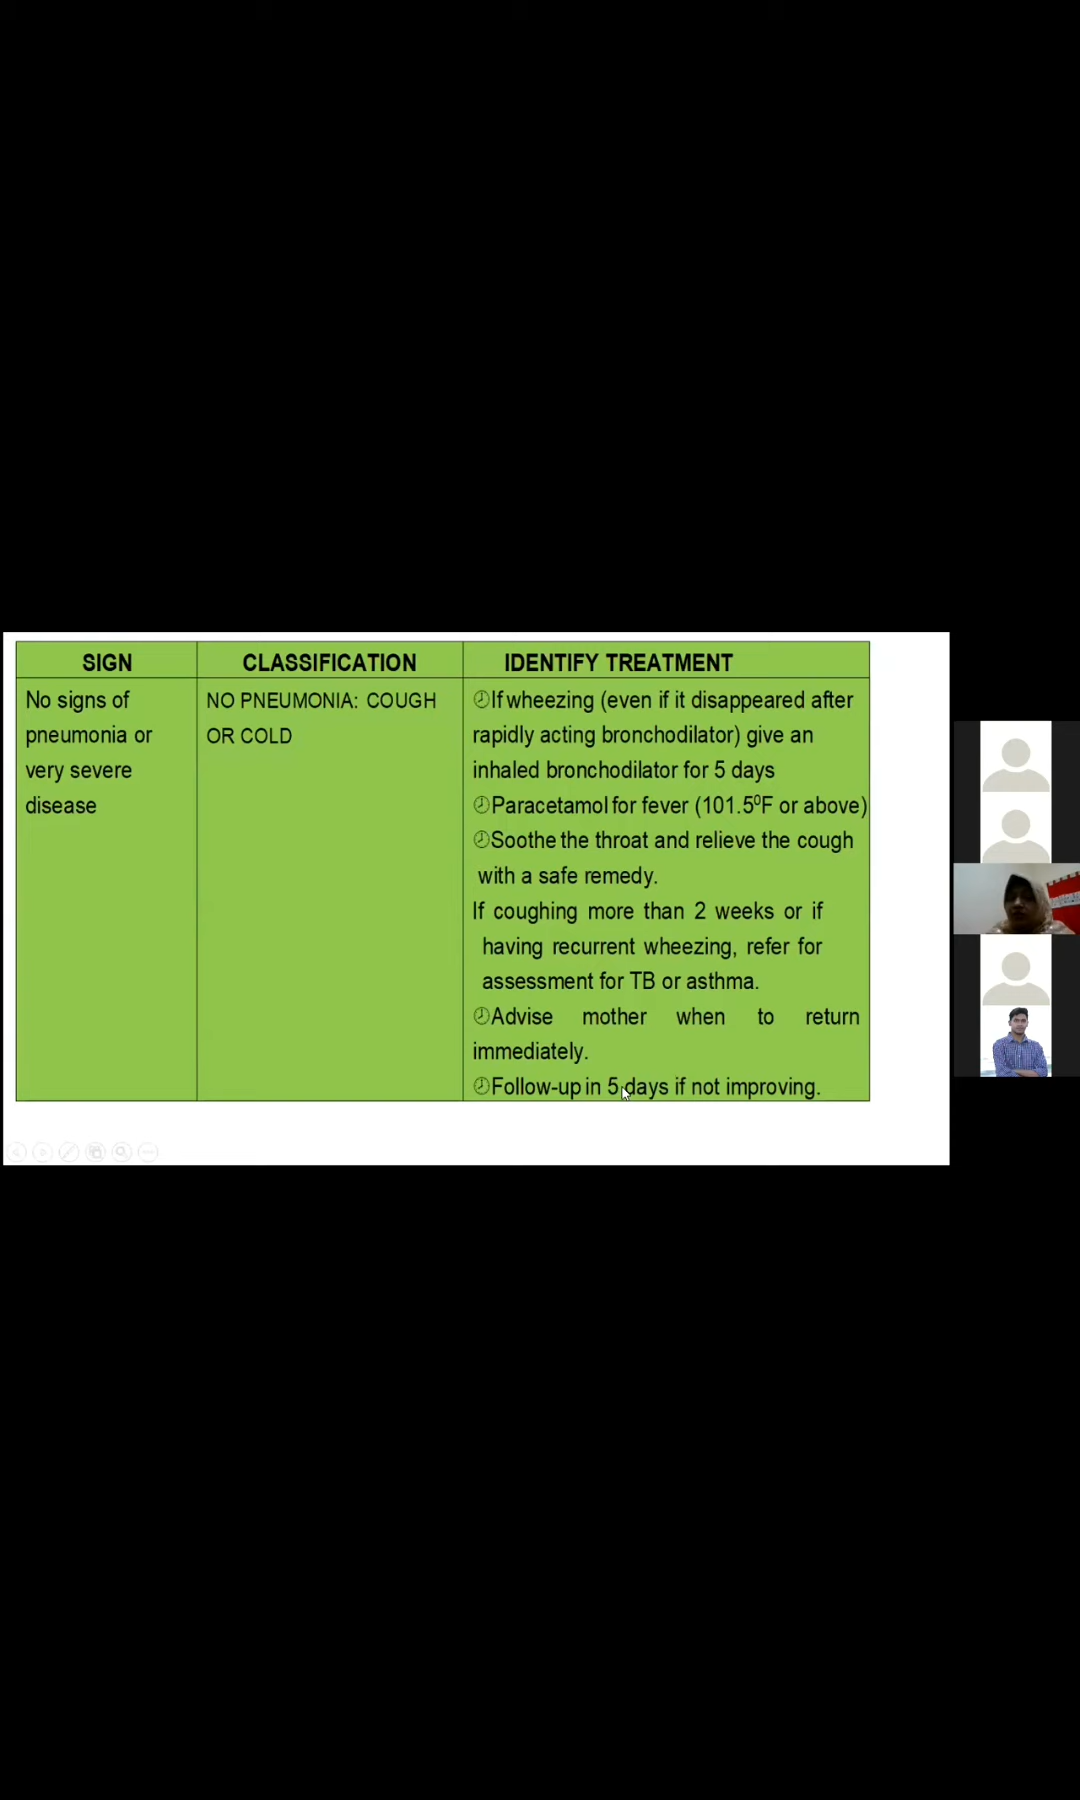 SIGN CLASSIFICATION IDENTIFY TREATMENT
No signs of
pneumonia or
very severe
disease
NO PNEUMONIA: COUGH
OR COLD
If wheezing (even if it disappeared after
rapidly acting bronchodilator) give an
inhaled bronchodilator for 5 days
Paracetamol for fever (101.5⁰F or above)
Soothe the throat and relieve the cough
with a safe remedy.
If coughing more than 2 weeks or if
having recurrent wheezing, refer for
assessment for TB or asthma.
Advise mother when to return
immediately.
Follow-up in 5 days if not improving.